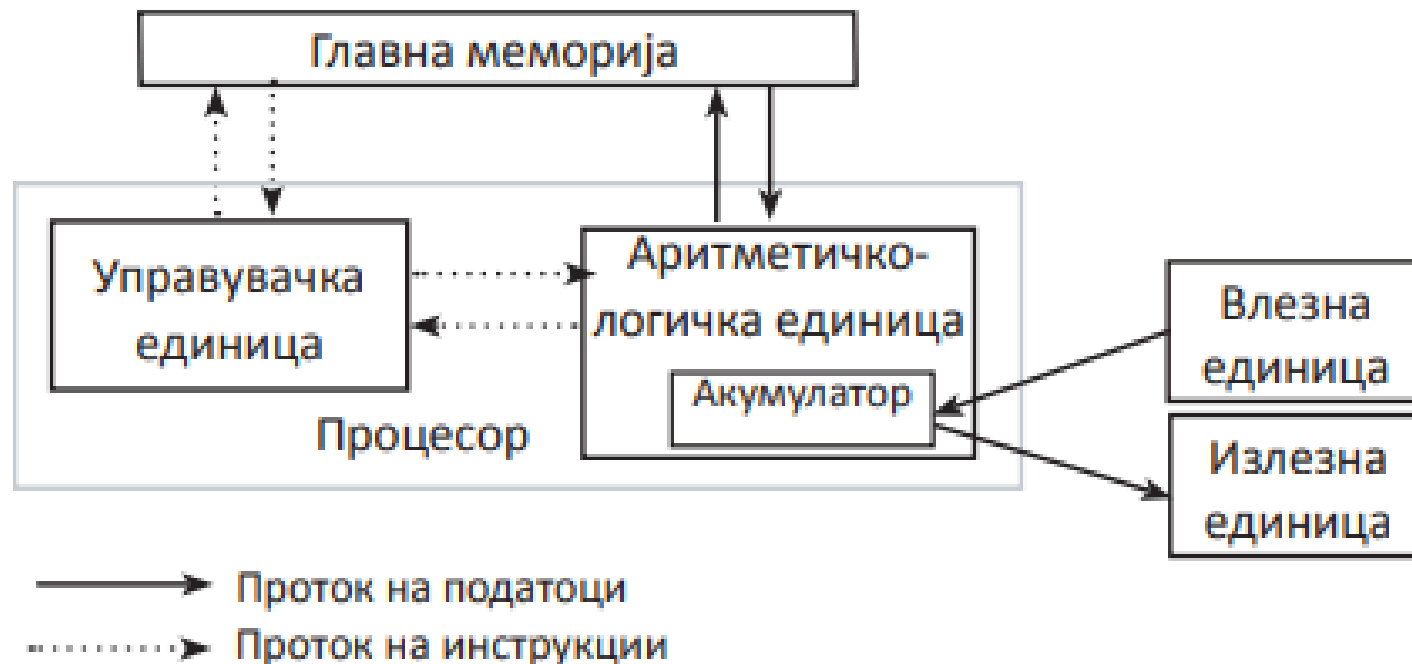 Главна меморија
Управувачка
единица
Аритметичко-
логичка единица
Акумулатор
Процесор
Влезна
единица
Излезна
единица
Проток на податоци
Проток на инструкции